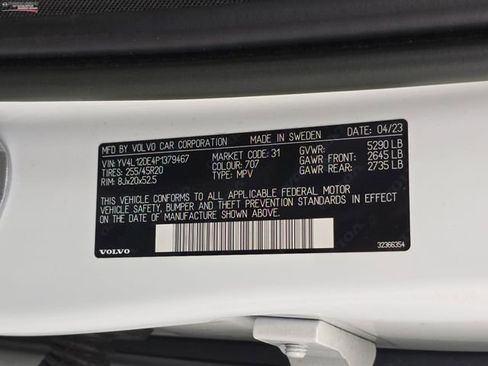 MFD BY VOLVO CAR CORPORATION MADE IN SWEDEN DATE: 04/23
VIN:YV4L12DE4P1379467 MARKET CODE: 31 GVWR: 5290 LB
TIRES: 255/45R20 COLOUR: 707 GAWR FRONT: 2645 LB
RIM: 8Jx20x52.5 TYPE: MPV GAWR REAR: 2735 LB
THIS VEHICLE CONFORMS TO ALL APPLICABLE FEDERAL MOTOR
VEHICLE SAFETY, BUMPER AND THEFT PREVENTION STANDARDS IN EFFECT
ON THE DATE OF MANUFACTURE SHOWN ABOVE.
VOLVO 32366354